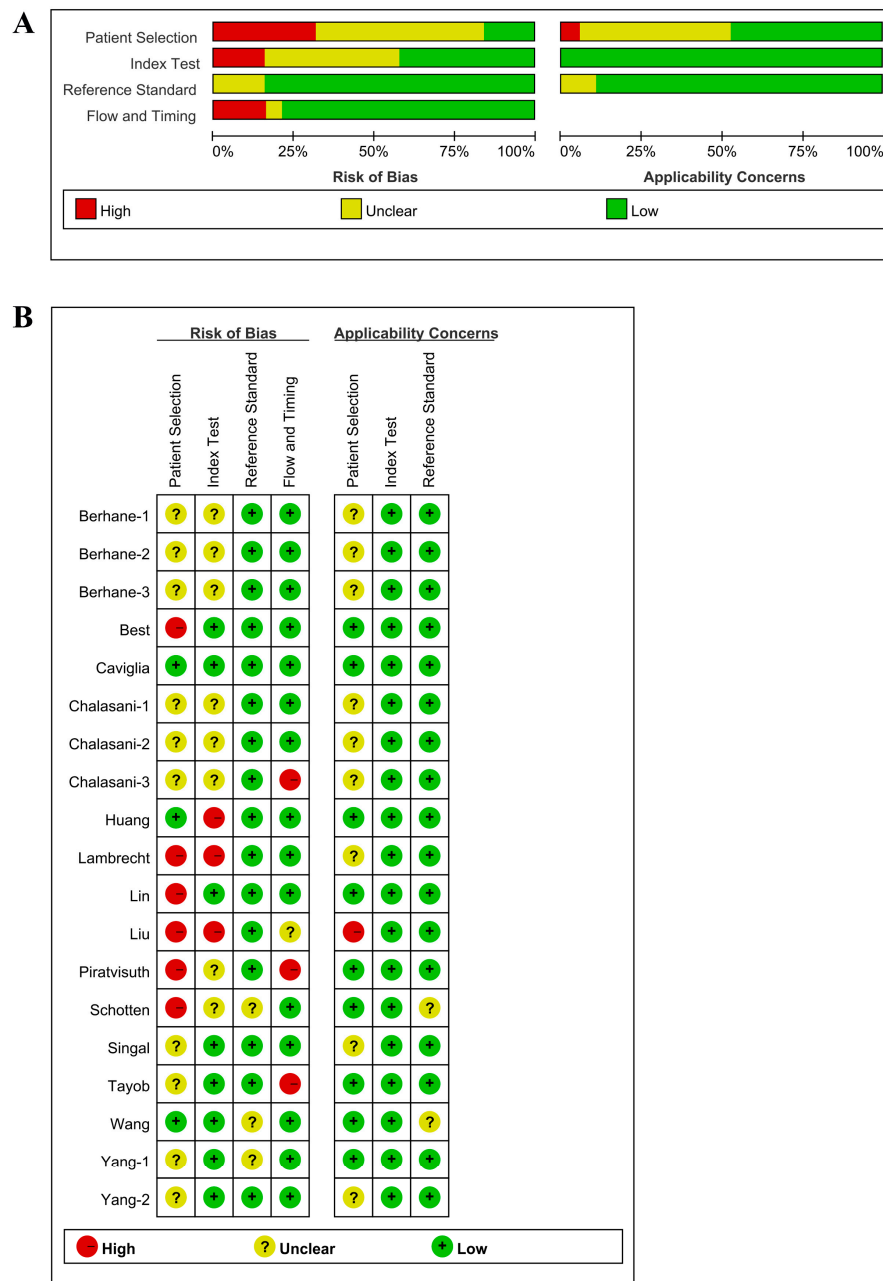 A
Patient Selection
Index Test
Reference Standard
Flow and Timing
0% 25% 50% 75% 100% 0% 25% 50% 75% 100%
Risk of Bias Applicability Concerns
High Unclear Low
B
Risk of Bias Applicability Concerns
Patient Selection
Index Test
Reference Standard
Flow and Timing
Patient Selection
Index Test
Reference Standard
Berhane-1 ? ? + + ? + +
Berhane-2 ? ? + + ? + +
Berhane-3 ? ? + + ? + +
Best – + + + + + +
Caviglia + + + + + + +
Chalasani-1 ? ? + + ? + +
Chalasani-2 ? ? + + ? + +
Chalasani-3 ? ? + – ? + +
Huang + – + + + + +
Lambrecht – – + + ? + +
Lin – + + + + + +
Liu – – + ? – + +
Piratvisuth – ? + – + + +
Schotten – ? ? + + + ?
Singal ? + + + ? + +
Tayob ? + + – + + +
Wang + + ? + + + ?
Yang-1 ? + ? + + + +
Yang-2 ? + + + ? + +
– High ? Unclear + Low